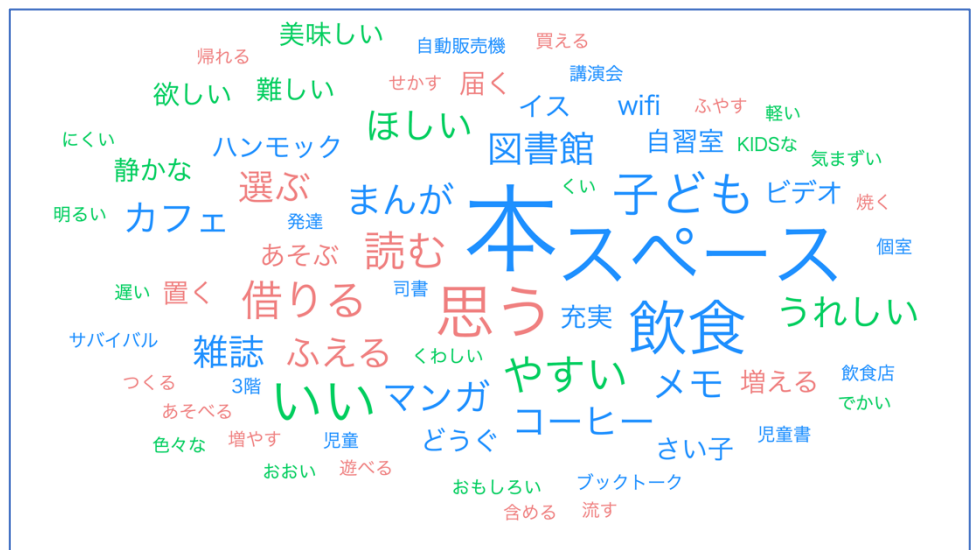 美味しい
自動販売機
買える
帰れる
せかす
届く
講演会
欲しい
難しい
イス
wifi
ふやす
軽い
ほしい
にくい
ハンモック
図書館
自習室
KIDSな
気まずい
静かな
選ぶ
まんが
くい
子ども
ビデオ
焼く
明るい
カフェ
発達
本
スペース
個室
あそぶ
読む
遅い
置く
借りる
司書
思う
充実
飲食
うれしい
サバイバル
雑誌
ふえる
くわしい
やすい
メモ
増える
飲食店
つくる
3階
いい
マンガ
でかい
あそべる
コーヒー
色々な
増やす
児童
どうぐ
さい子
児童書
おおい
遊べる
おもしろい
ブックトーク
含める
流す